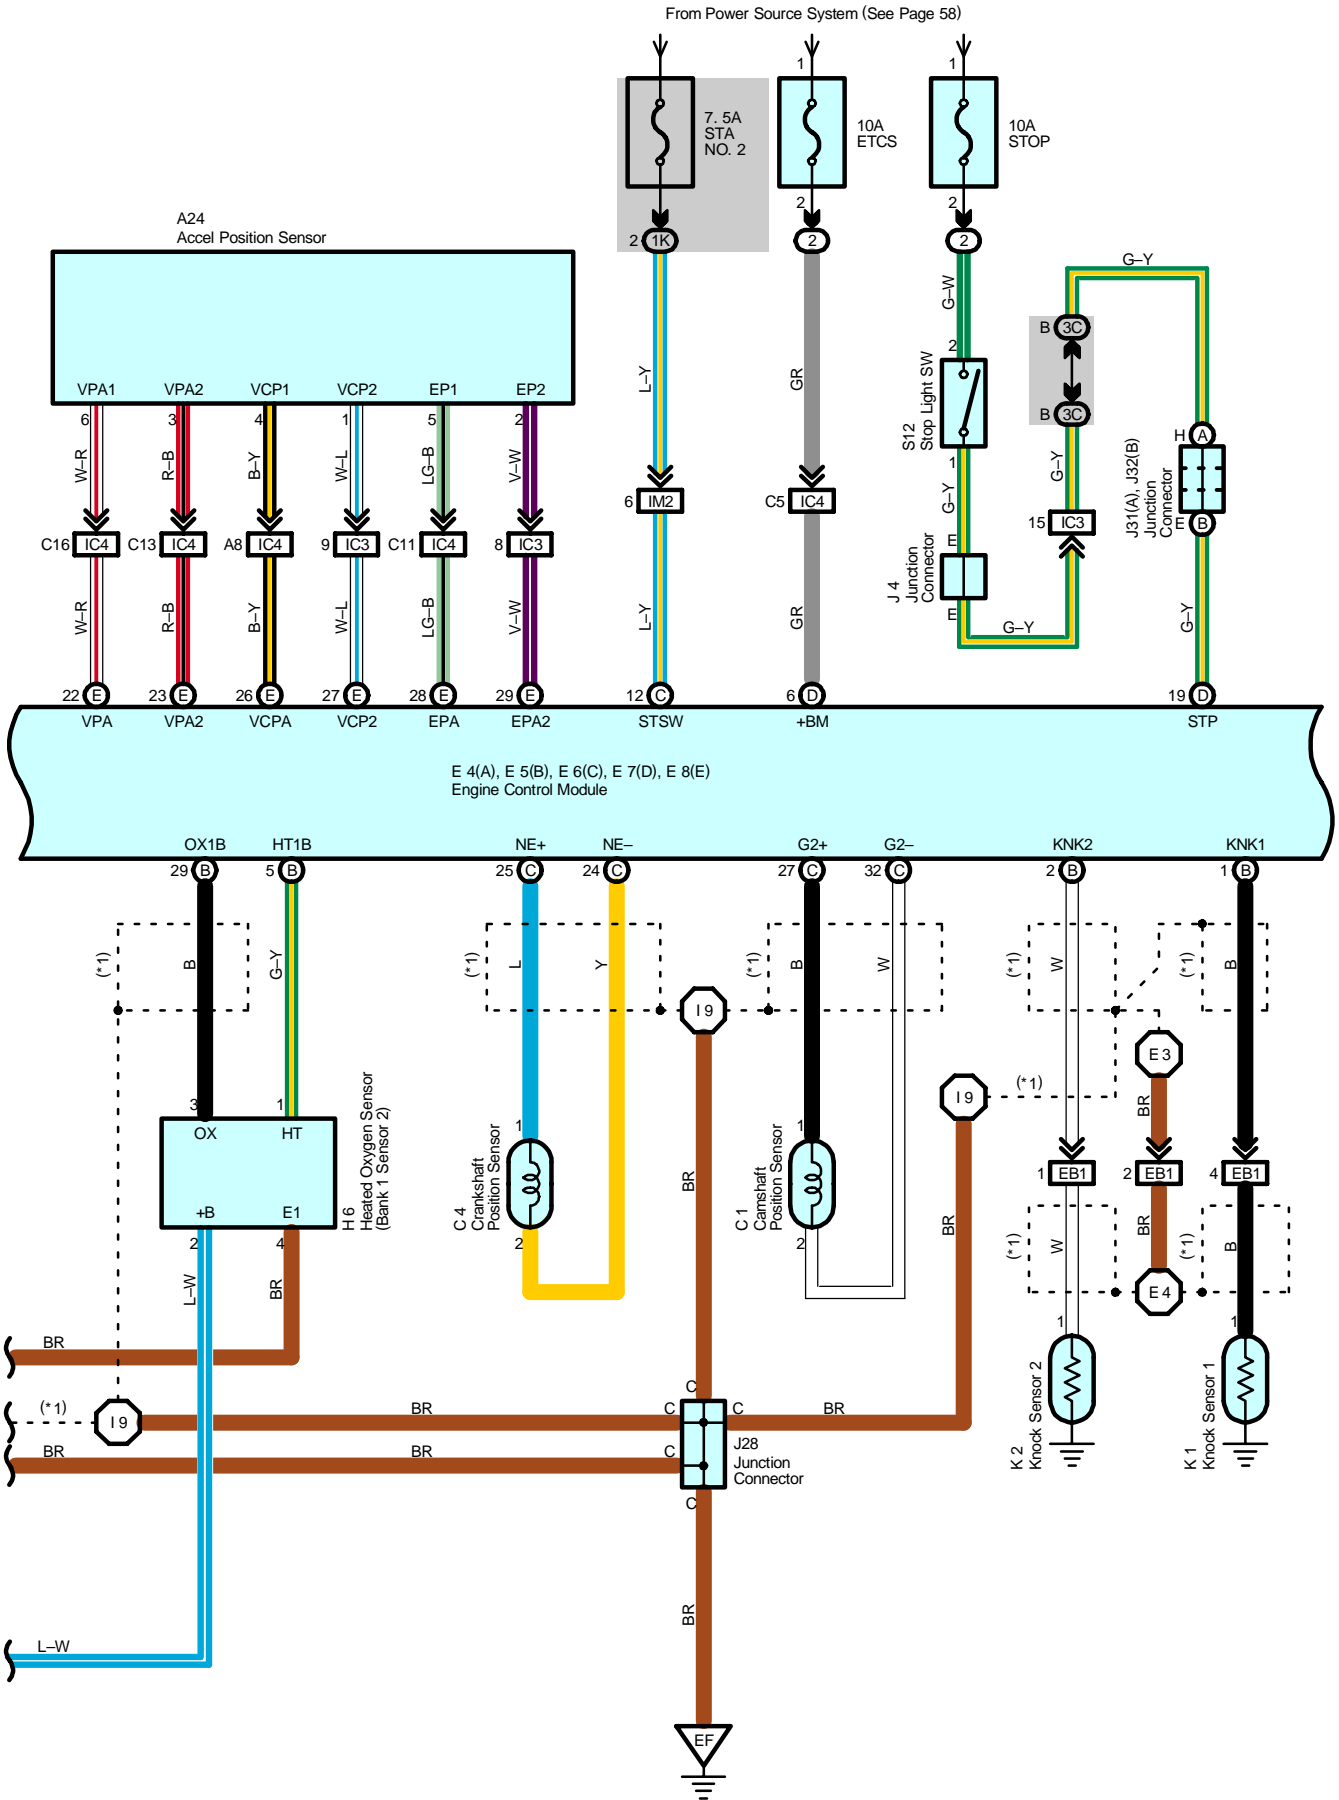 From Power Source System (See Page 58)
1
1
7. 5A
STA
NO. 2
10A
ETCS
10A
STOP
2
2
2
1K
2
2
A24
Accel Position Sensor
G–Y
G–W
B
3C
VPA1
VPA2
VCP1
VCP2
EP1
EP2
6
3
4
1
5
2
W–R
R–B
B–Y
W–L
LG–B
V–W
L–Y
GR
2
S12
Stop Light SW
1
B
3C
H
A
G–Y
G–Y
J31(A), J32(B)
Junction
Connector
6
IM2
C5
IC4
15
IC3
E
B
C16
IC4
C13
IC4
A8
IC4
9
IC3
C11
IC4
8
IC3
E
J 4
Junction
Connector
E
G–Y
W–R
R–B
B–Y
W–L
LG–B
V–W
L–Y
GR
G–Y
22
E
23
E
26
E
27
E
28
E
29
E
12
C
6
D
19
D
VPA
VPA2
VCPA
VCP2
EPA
EPA2
STSW
+BM
STP
E 4(A), E 5(B), E 6(C), E 7(D), E 8(E)
Engine Control Module
OX1B
HT1B
NE+
NE–
G2+
G2–
KNK2
KNK1
29
B
5
B
25
C
24
C
27
C
32
C
2
B
1
B
(*1)
B
G–Y
(*1)
L
Y
(*1)
B
W
(*1)
W
(*1)
B
I 9
E 3
I 9
(*1)
BR
3
1
OX
HT
+B
E1
2
4
H 6
Heated Oxygen Sensor
(Bank 1 Sensor 2)
1
C 4
Crankshaft
Position Sensor
2
1
C 1
Camshaft
Position Sensor
2
BR
BR
1
EB1
2
EB1
4
EB1
(*1)
W
BR
(*1)
B
E 4
L–W
BR
BR
1
K 2
Knock Sensor 2
1
K 1
Knock Sensor 1
(*1)
I 9
BR
C
C
C
BR
BR
BR
C
J28
Junction
Connector
C
BR
L–W
EF